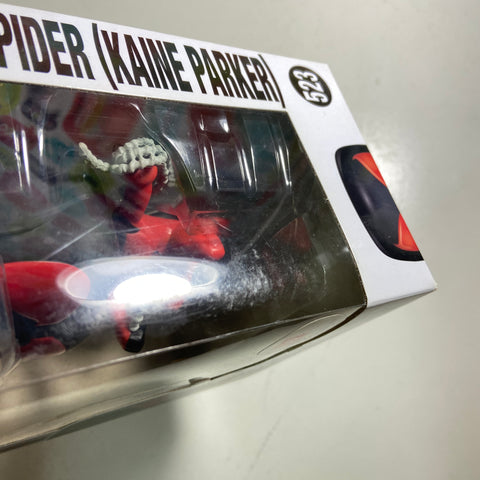 PIDER (KAINE PARKER) 523